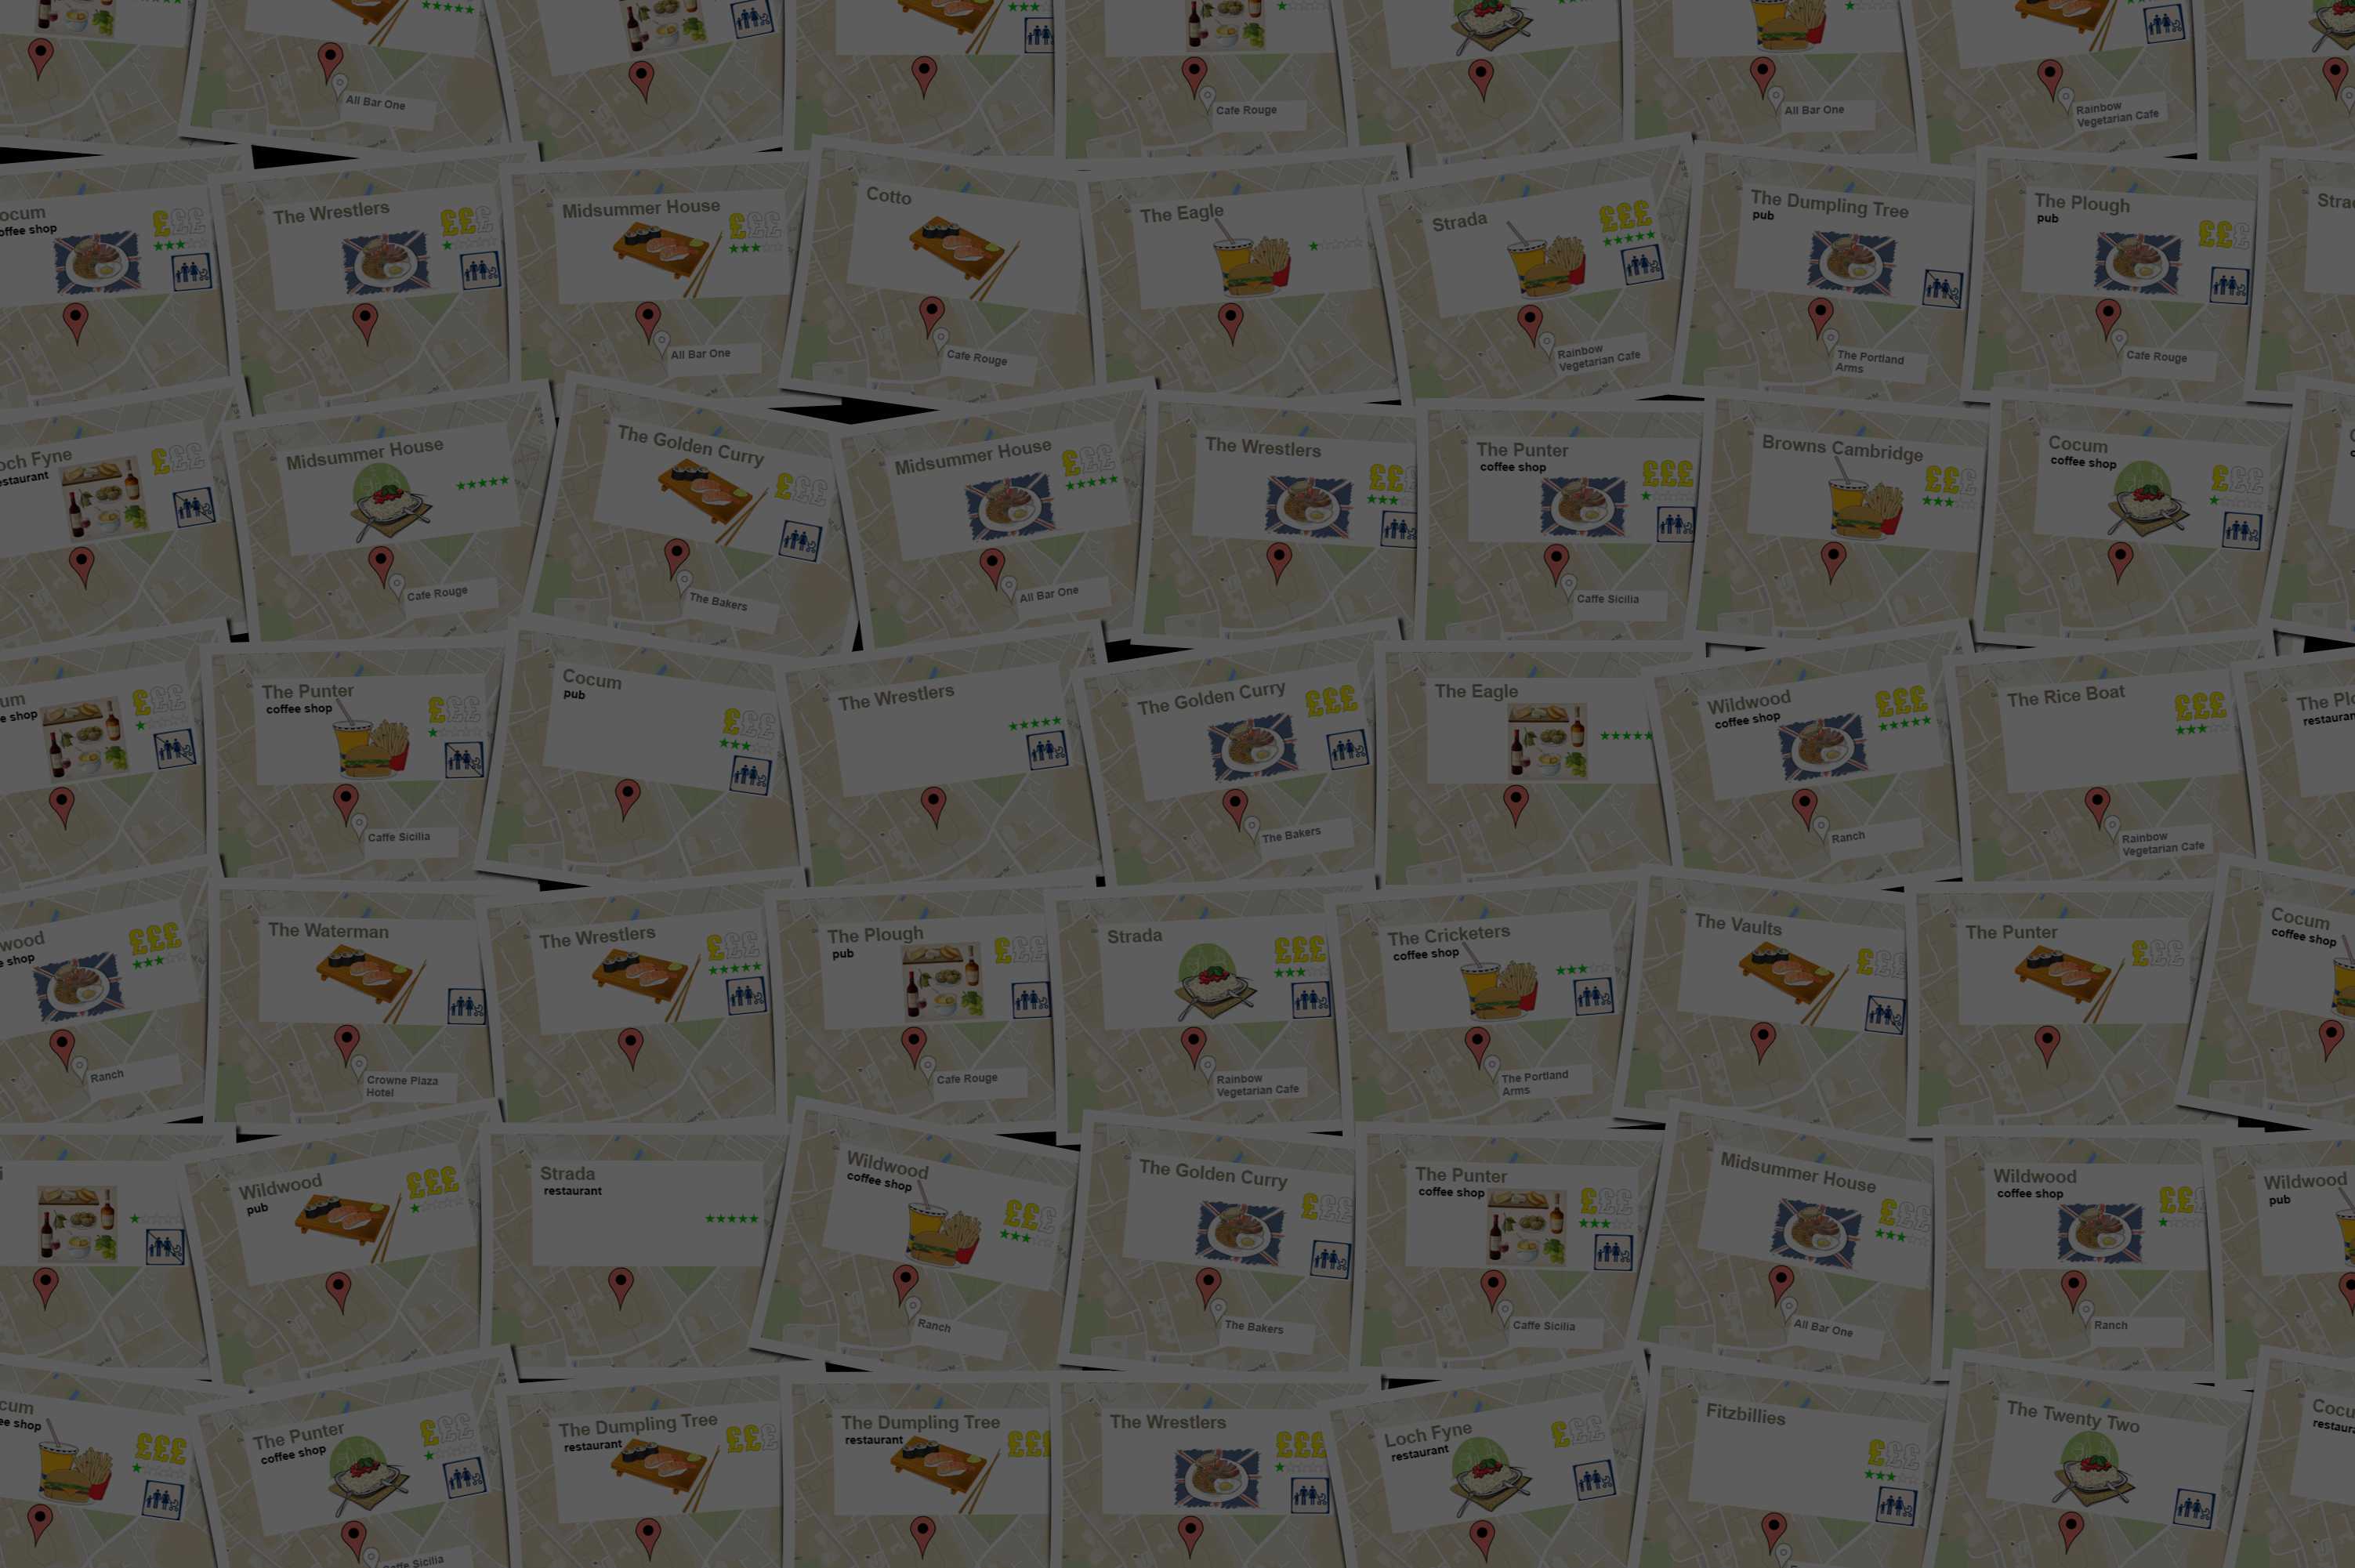 All Bar One
Cafe Rouge
All Bar One
Rainbow
Vegetarian Cafe
ocum
offee shop
The Wrestlers
£££
Midsummer House
£££
All Bar One
Cotto
Cafe Rouge
The Eagle
Strada
£££
Rainbow
Vegetarian Cafe
The Dumpling Tree
pub
The Portland
Arms
The Plough
pub
£££
Cafe Rouge
Stra
och Fyne
estaurant
£££
Midsummer House
Cafe Rouge
The Golden Curry
£££
The Bakers
Midsummer House
£££
All Bar One
The Wrestlers
£££
The Punter
coffee shop
£££
Caffe Sicilia
Browns Cambridge
£££
Cocum
coffee shop
£££
um
e shop
£££
The Punter
coffee shop
£££
Caffe Sicilia
Cocum
pub
£££
The Wrestlers
The Golden Curry
£££
The Bakers
The Eagle
Wildwood
coffee shop
£££
Ranch
The Rice Boat
£££
Rainbow
Vegetarian Cafe
The Pl
restauran
wood
e shop
£££
Ranch
The Waterman
Crowne Plaza
Hotel
The Wrestlers
£££
The Plough
pub
£££
Cafe Rouge
Strada
£££
Rainbow
Vegetarian Cafe
The Cricketers
coffee shop
The Portland
Arms
The Vaults
£££
The Punter
£££
Cocum
coffee shop
Wildwood
pub
£££
Strada
restaurant
Wildwood
coffee shop
£££
Ranch
The Golden Curry
£££
The Bakers
The Punter
coffee shop
£££
Caffe Sicilia
Midsummer House
£££
All Bar One
Wildwood
coffee shop
£££
Ranch
Wildwood
pub
cum
ee shop
£££
The Punter
coffee shop
£££
Caffe Sicilia
The Dumpling Tree
restaurant
£££
The Dumpling Tree
restaurant
£££
The Wrestlers
£££
Loch Fyne
restaurant
£££
Fitzbillies
£££
The Twenty Two
Cocu
restaura